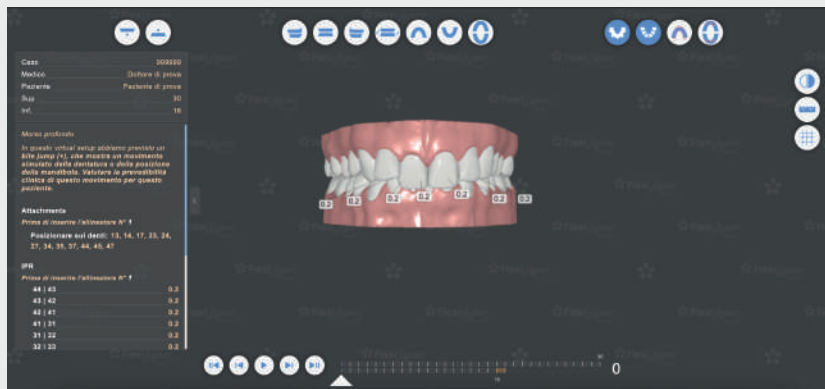 Caso 999999
Medico Dottore di prova
Paziente Paziente di prova
Sup 30
Inf. 18
Morso profondo
In questo virtual setup abbiamo previsto un
bite jump (+), che mostra un movimento
simulato della dentatura o della posizione
della mandibola. Valutare la prevedibilità
clinica di questo movimento per questo
paziente.
Attachments
Prima di inserire l'allineatore N° 1
Posizionare sui denti: 13, 14, 17, 23, 24,
27, 34, 35, 37, 44, 45, 47
IPR
Prima di inserire l'allineatore N° 1
44 | 43 0.2
43 | 42 0.2
42 | 41 0.2
41 | 31 0.2
31 | 32 0.2
32 | 33 0.2
0.2 0.2 0.2 0.2 0.2 0.2 0.2
0